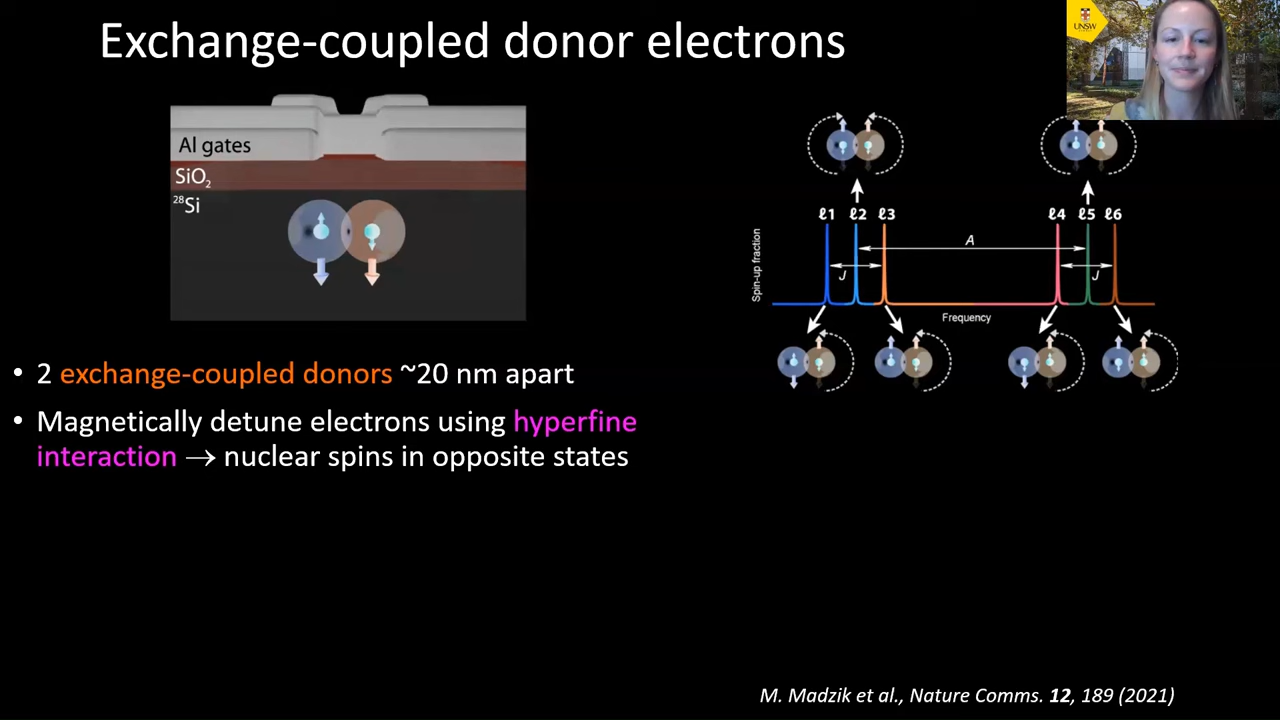 Exchange-coupled donor electrons
UNSW
Al gates
SiO₂
²⁸Si
ℓ1 ℓ2 ℓ3 ℓ4 ℓ5 ℓ6
A
J J
Spin-up fraction
Frequency
• 2 exchange-coupled donors ~20 nm apart
• Magnetically detune electrons using hyperfine
interaction → nuclear spins in opposite states
M. Madzik et al., Nature Comms. 12, 189 (2021)